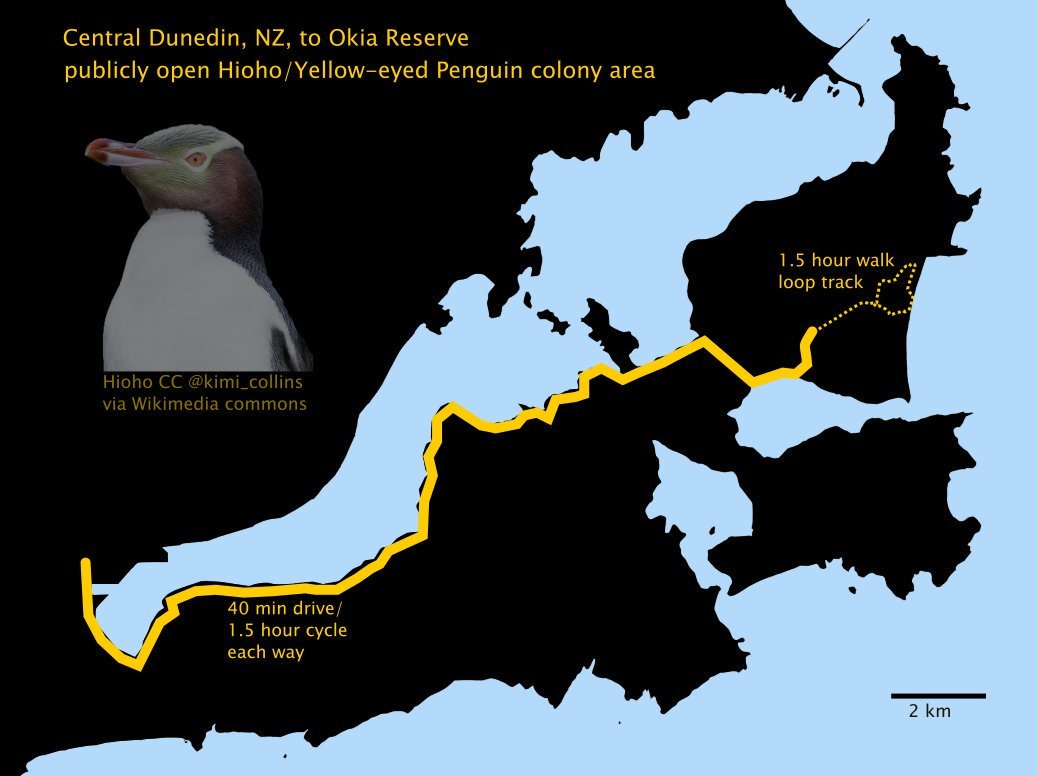 Central Dunedin, NZ, to Okia Reserve
publicly open Hioho/Yellow-eyed Penguin colony area
1.5 hour walk
loop track
Hioho CC @kimi_collins
via Wikimedia commons
40 min drive/
1.5 hour cycle
each way
2 km